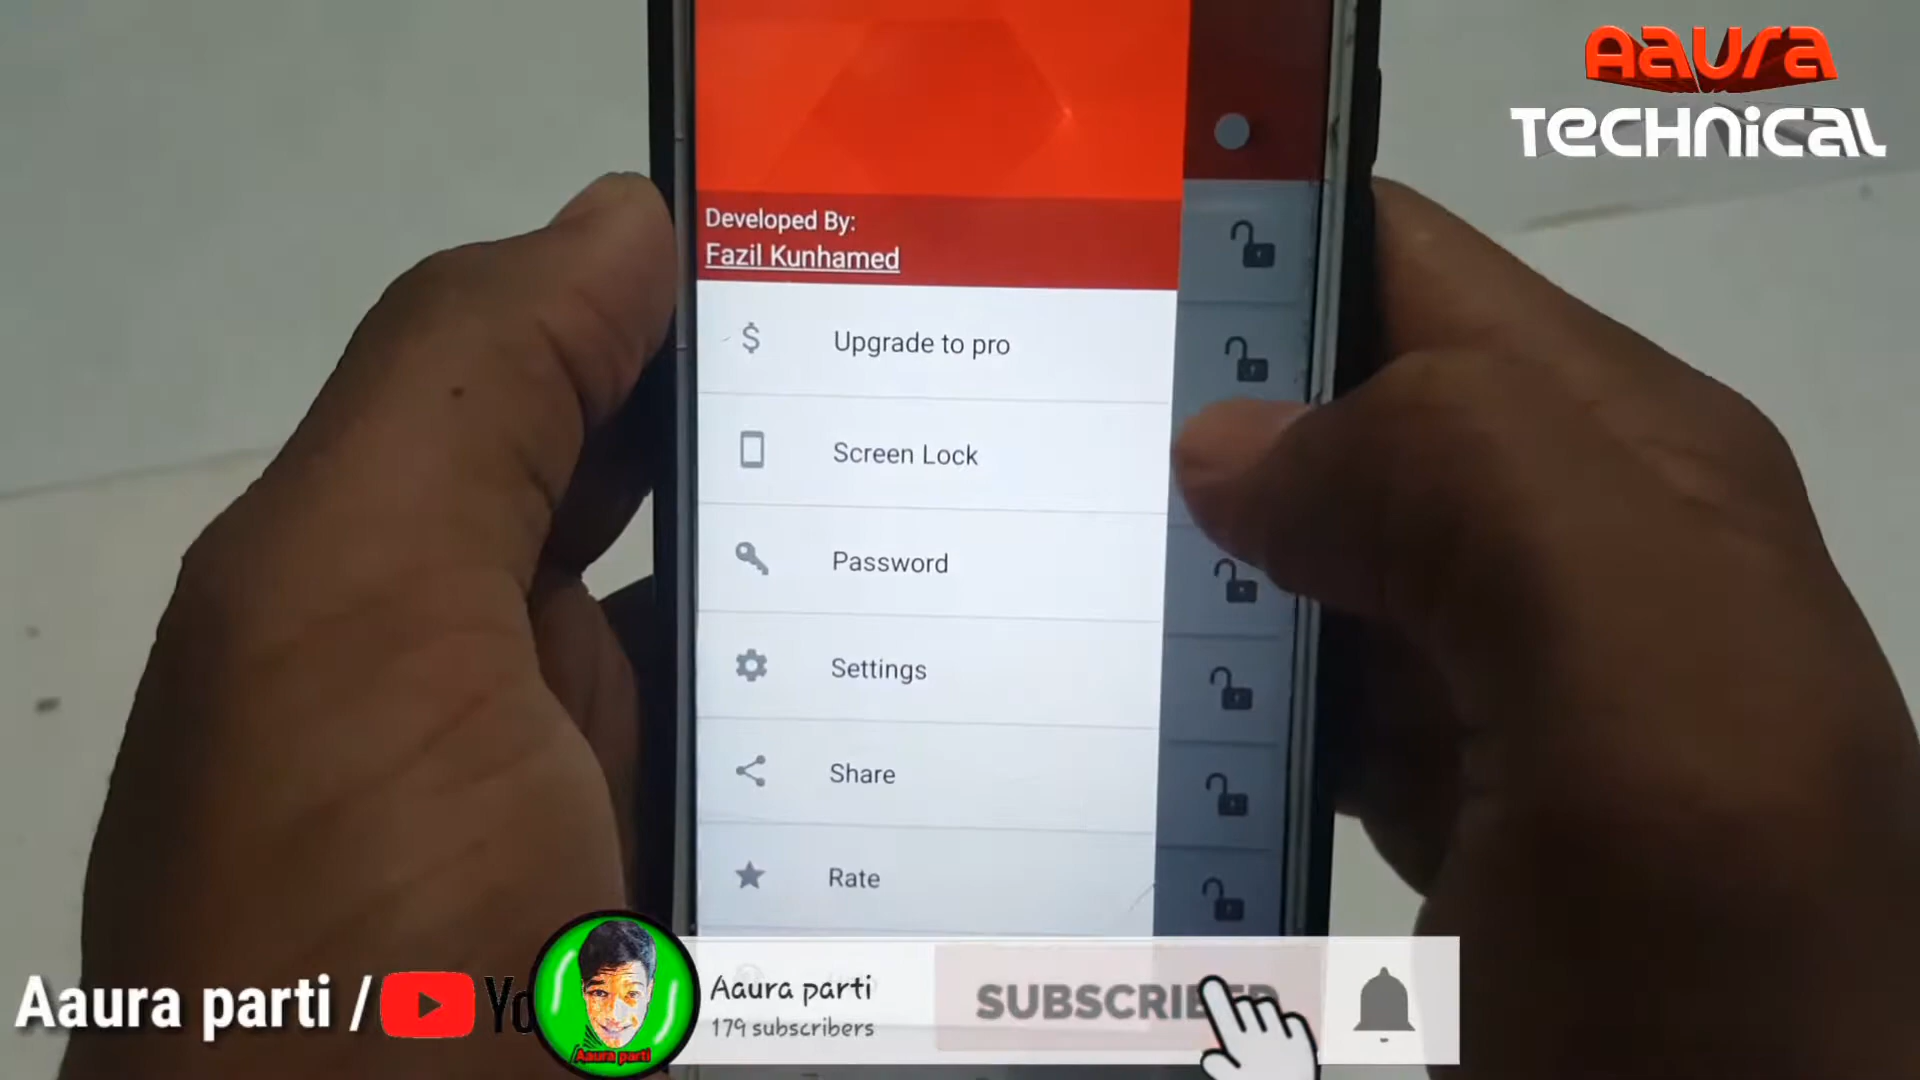 Aaura
TECHNiCAL
Developed By:
Fazil Kunhamed
Upgrade to pro
Screen Lock
Password
Settings
Share
Rate
Aaura parti /
Aaura parti
Aaura parti
179 subscribers